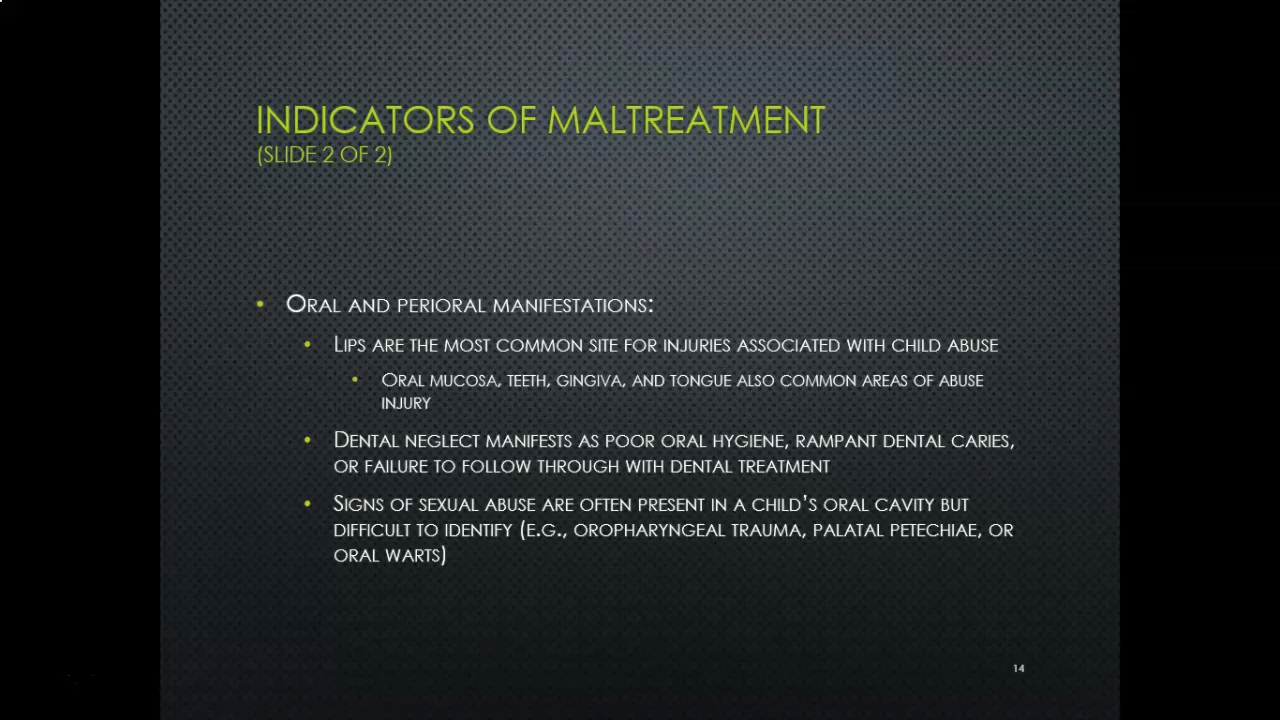 INDICATORS OF MALTREATMENT
(SLIDE 2 OF 2)
• ORAL AND PERIORAL MANIFESTATIONS:
• LIPS ARE THE MOST COMMON SITE FOR INJURIES ASSOCIATED WITH CHILD ABUSE
• ORAL MUCOSA, TEETH, GINGIVA, AND TONGUE ALSO COMMON AREAS OF ABUSE
INJURY
• DENTAL NEGLECT MANIFESTS AS POOR ORAL HYGIENE, RAMPANT DENTAL CARIES,
OR FAILURE TO FOLLOW THROUGH WITH DENTAL TREATMENT
• SIGNS OF SEXUAL ABUSE ARE OFTEN PRESENT IN A CHILD'S ORAL CAVITY BUT
DIFFICULT TO IDENTIFY (E.G., OROPHARYNGEAL TRAUMA, PALATAL PETECHIAE, OR
ORAL WARTS)
14